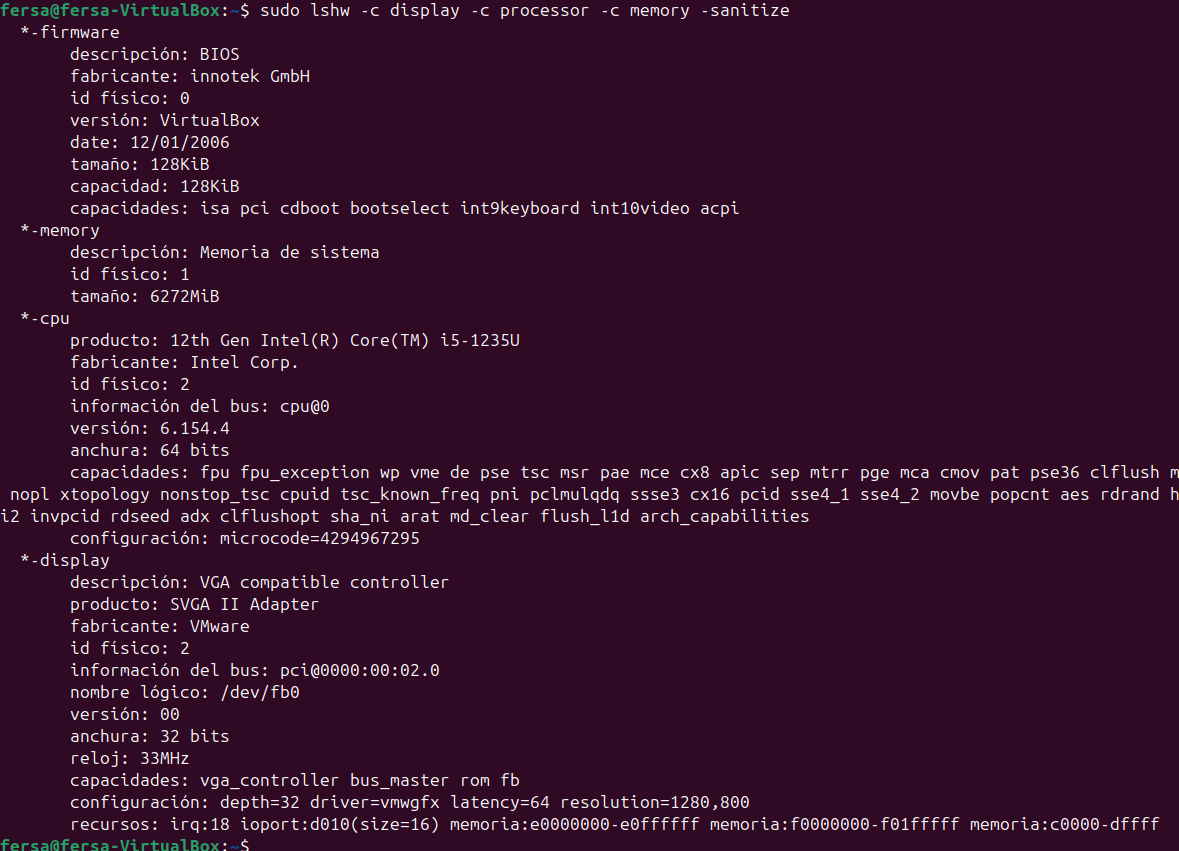 fersa@fersa-VirtualBox:~$ sudo lshw -c display -c processor -c memory -sanitize
*-firmware
descripción: BIOS
fabricante: innotek GmbH
id físico: 0
versión: VirtualBox
date: 12/01/2006
tamaño: 128KiB
capacidad: 128KiB
capacidades: isa pci cdboot bootselect int9keyboard int10video acpi
*-memory
descripción: Memoria de sistema
id físico: 1
tamaño: 6272MiB
*-cpu
producto: 12th Gen Intel(R) Core(TM) i5-1235U
fabricante: Intel Corp.
id físico: 2
información del bus: cpu@0
versión: 6.154.4
anchura: 64 bits
capacidades: fpu fpu_exception wp vme de pse tsc msr pae mce cx8 apic sep mtrr pge mca cmov pat pse36 clflush m
nopl xtopology nonstop_tsc cpuid tsc_known_freq pni pclmulqdq ssse3 cx16 pcid sse4_1 sse4_2 movbe popcnt aes rdrand h
i2 invpcid rdseed adx clflushopt sha_ni arat md_clear flush_l1d arch_capabilities
configuración: microcode=4294967295
*-display
descripción: VGA compatible controller
producto: SVGA II Adapter
fabricante: VMware
id físico: 2
información del bus: pci@0000:00:02.0
nombre lógico: /dev/fb0
versión: 00
anchura: 32 bits
reloj: 33MHz
capacidades: vga_controller bus_master rom fb
configuración: depth=32 driver=vmwgfx latency=64 resolution=1280,800
recursos: irq:18 ioport:d010(size=16) memoria:e0000000-e0ffffff memoria:f0000000-f01fffff memoria:c0000-dffff
fersa@fersa-VirtualBox:~$